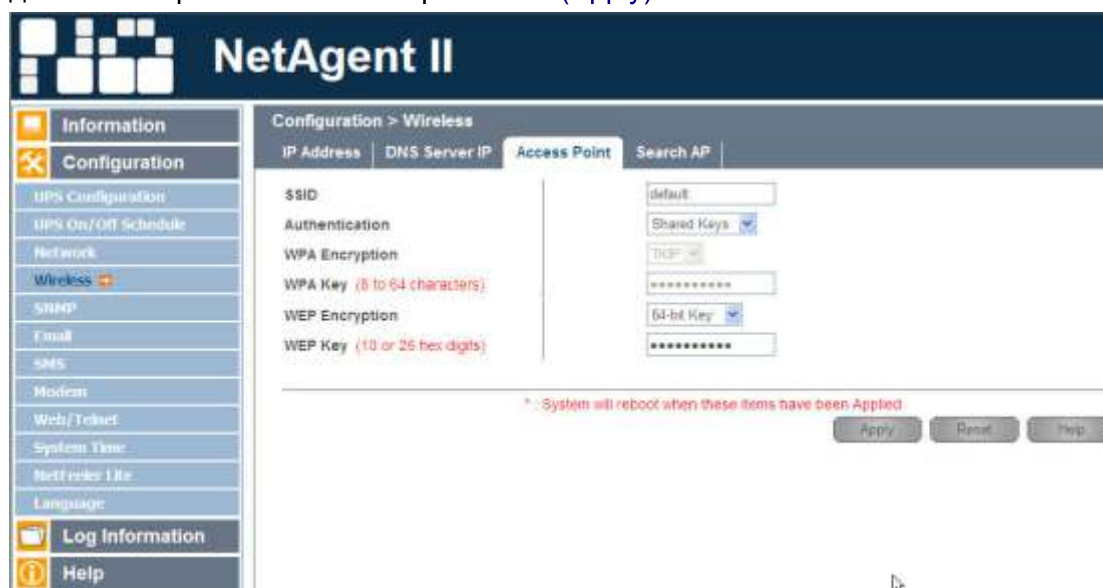 (Apply)
NetAgent II
Information
Configuration
UPS Configuration
UPS On/Off Schedule
Network
Wireless
SNMP
Email
SMS
Modem
Web/Telnet
System Time
NetFeeler Lite
Language
Log Information
Help
Configuration > Wireless
IP Address DNS Server IP Access Point Search AP
SSID default
Authentication Shared Keys
WPA Encryption TKIP
WPA Key (8 to 64 characters) **********
WEP Encryption 64-bit Key
WEP Key (10 or 26 hex digits) **********
* : System will reboot when these items have been Applied
Apply Reset Help